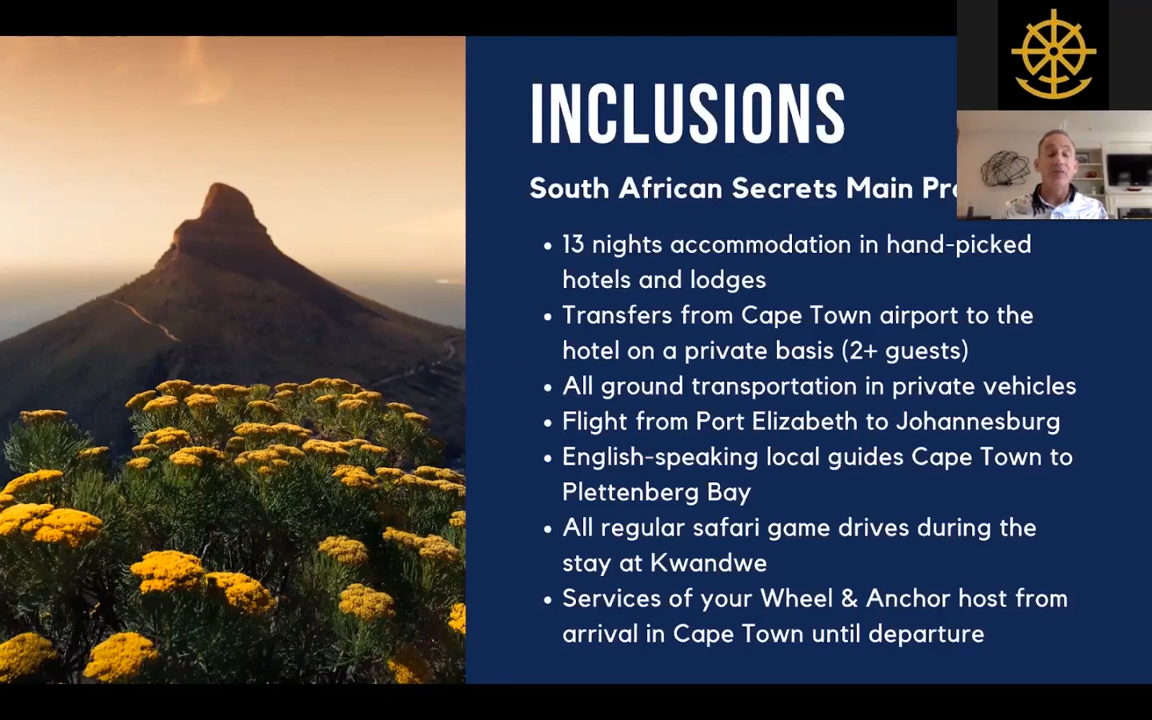 INCLUSIONS
South African Secrets Main
• 13 nights accommodation in hand-picked
hotels and lodges
• Transfers from Cape Town airport to the
hotel on a private basis (2+ guests)
• All ground transportation in private vehicles
• Flight from Port Elizabeth to Johannesburg
• English-speaking local guides Cape Town to
Plettenberg Bay
• All regular safari game drives during the
stay at Kwandwe
• Services of your Wheel & Anchor host from
arrival in Cape Town until departure